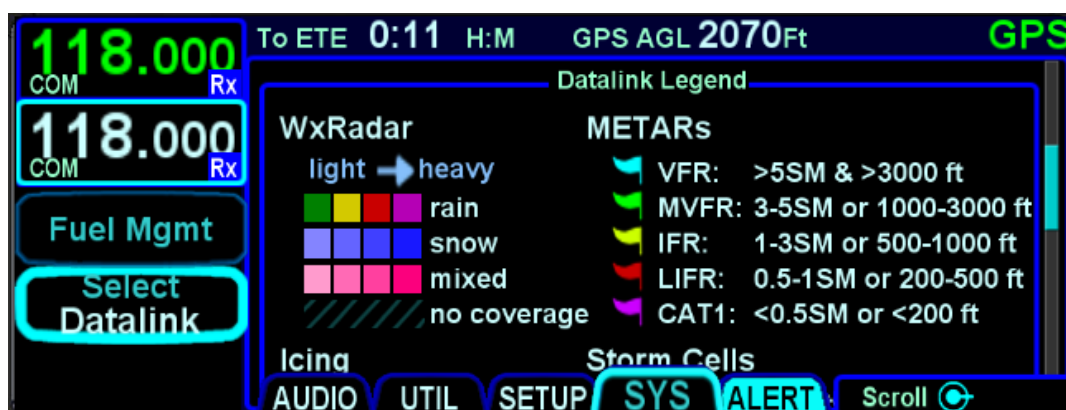 118.000
COM Rx
118.000
COM Rx
Fuel Mgmt
Select
Datalink
To ETE 0:11 H:M GPS AGL 2070Ft GPS
Datalink Legend
WxRadar
light heavy
rain
snow
mixed
no coverage
Icing
METARs
VFR: >5SM & >3000 ft
MVFR: 3-5SM or 1000-3000 ft
IFR: 1-3SM or 500-1000 ft
LIFR: 0.5-1SM or 200-500 ft
CAT1: <0.5SM or <200 ft
Storm Cells
AUDIO UTIL SETUP SYS ALERT Scroll